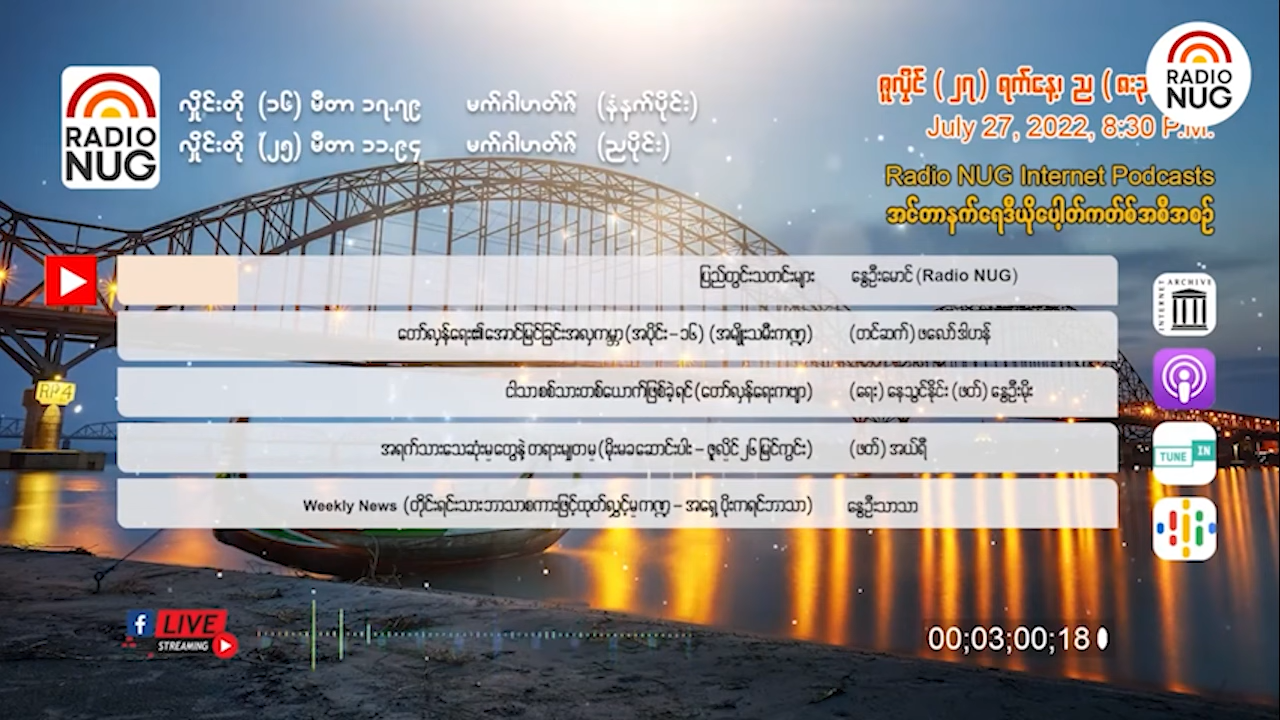 RADIO
NUG
လှိုင်းတို (၁၆) မီတာ ၁၇.၇၉ မက်ဂါဟတ်ဇ် (နံနက်ပိုင်း)
လှိုင်းတို (၂၅) မီတာ ၁၁.၉၄ မက်ဂါဟတ်ဇ် (ညပိုင်း)
ဇူလိုင် (၂၇) ရက်နေ့၊ ည
July 27, 2022, 8:30 P.M.
RADIO
NUG
Radio NUG Internet Podcasts
အင်တာနက်ရေဒီယိုပေါ့တ်ကတ်စ်အစီအစဉ်
ပြည်တွင်းသတင်းများ နွေဦးမောင် (Radio NUG)
တော်လှန်ရေး၏အောင်မြင်ခြင်းအလှကမ္ဘာ (အပိုင်း – ၁၆) (အမျိုးသမီးကဏ္ဍ) (တင်ဆက်) ဖလော်ဒါဟန်
ငါသာစစ်သားတစ်ယောက်ဖြစ်ခဲ့ရင် (တော်လှန်ရေးကဗျာ) (ရေး) နေသွင်နိုင်း (ဖတ်) နွေဦးမိုး
အရက်သားသေဆုံးမှုတွေနဲ့ တရားမျှတမှု (မိုးမခဆောင်းပါး – ဇူလိုင် ၂၆ မြင်ကွင်း) (ဖတ်) အယ်ရီ
Weekly News (တိုင်းရင်းသားဘာသာစကားဖြင့်ထုတ်လွှင့်မှုကဏ္ဍ – အရှေ့ပိုးကရင်ဘာသာ) နွေဦးသာသာ
INTERNET ARCHIVE
TUNE IN
RP4
f LIVE
STREAMING
00;03;00;18